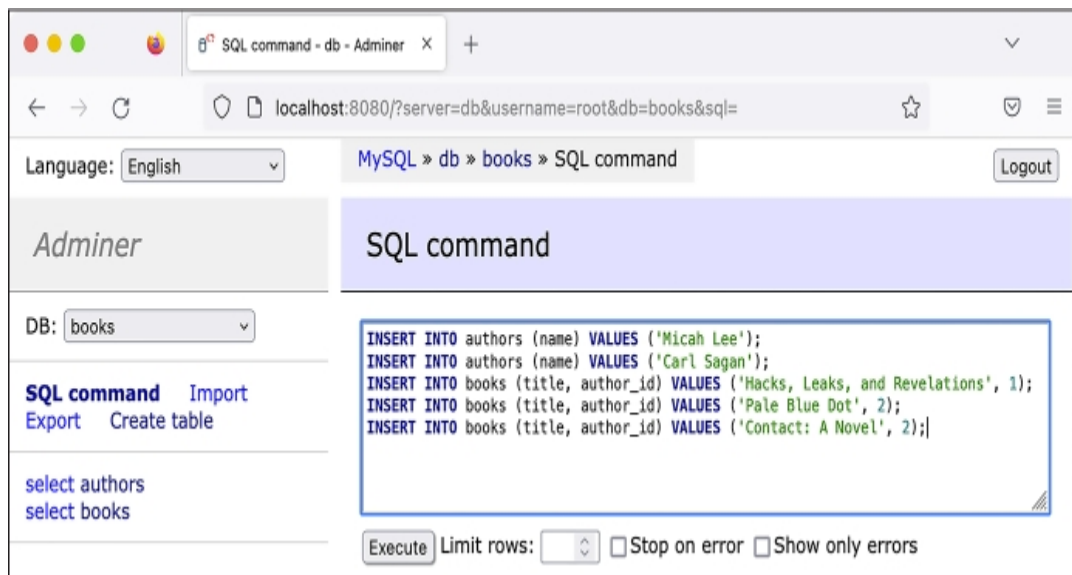 SQL command - db - Adminer
localhost:8080/?server=db&username=root&db=books&sql=
Language: English
MySQL » db » books » SQL command
Logout
Adminer
SQL command
DB: books
INSERT INTO authors (name) VALUES ('Micah Lee');
INSERT INTO authors (name) VALUES ('Carl Sagan');
INSERT INTO books (title, author_id) VALUES ('Hacks, Leaks, and Revelations', 1);
INSERT INTO books (title, author_id) VALUES ('Pale Blue Dot', 2);
INSERT INTO books (title, author_id) VALUES ('Contact: A Novel', 2);
SQL command Import
Export Create table
select authors
select books
Execute Limit rows: Stop on error Show only errors